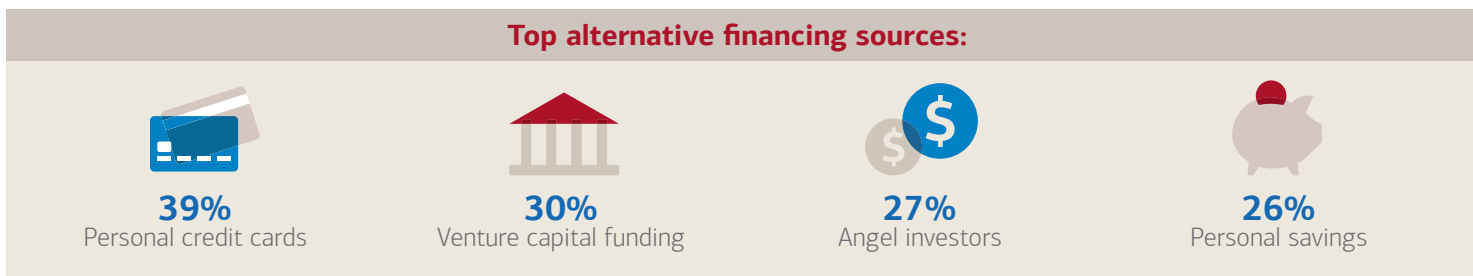 Top alternative financing sources:
$ $
39%
Personal credit cards
30%
Venture capital funding
27%
Angel investors
26%
Personal savings